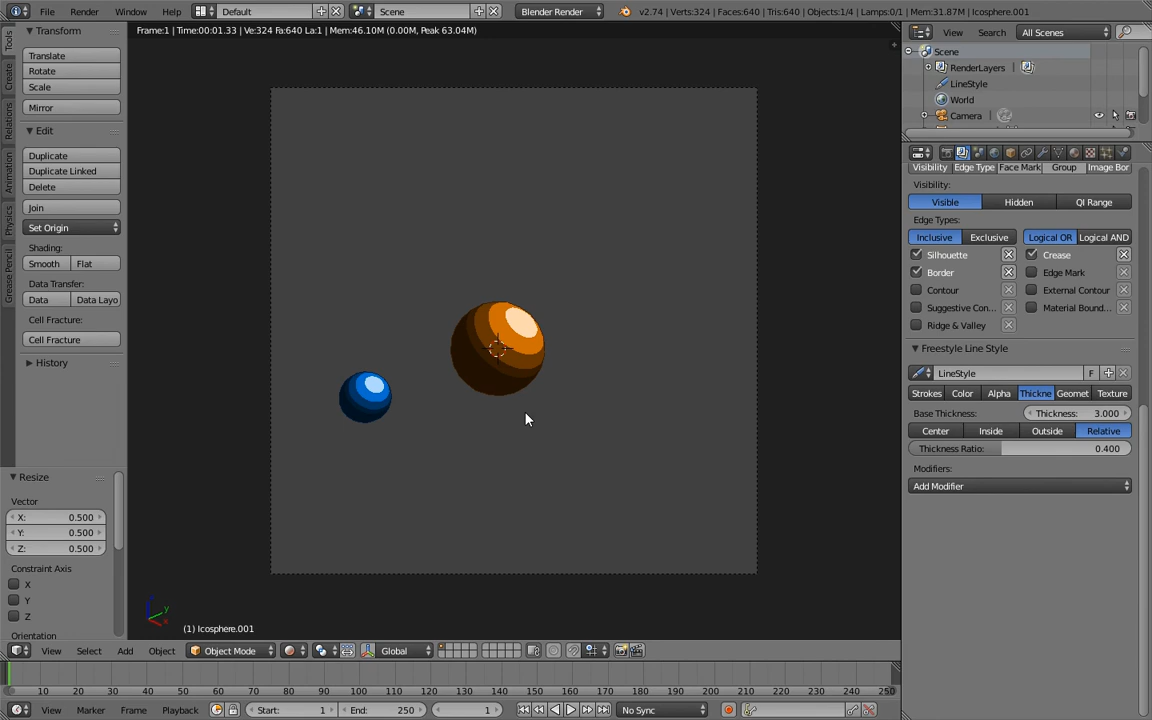 File Render Window Help Default Scene Blender Render v2.74 | Verts:324 | Faces:640 | Tris:640 | Objects:1/4 | Lamps:0/1 | Mem:31.87M | Icosphere.001
Frame:1 | Time:00:01.33 | Ve:324 Fa:640 La:1 | Mem:46.10M (0.00M, Peak 63.04M)
Tools
Create
Relations
Animation
Physics
Grease Pencil
Transform
Translate
Rotate
Scale
Mirror
Edit
Duplicate
Duplicate Linked
Delete
Join
Set Origin
Shading:
Smooth Flat
Data Transfer:
Data Data Layo
Cell Fracture:
Cell Fracture
History
Resize
Vector
X: 0.500
Y: 0.500
Z: 0.500
Constraint Axis
X
Y
Z
Orientation
(1) Icosphere.001
View Select Add Object Object Mode Global
10 20 30 40 50 60 70 80 90 100 110 120 130 140 150 160 170 180 190 200 210 220 230 240 250
View Marker Frame Playback Start: 1 End: 250 1 No Sync
View Search All Scenes
Scene
RenderLayers
LineStyle
World
Camera
Visibility Edge Type Face Mark Group Image Bor
Visibility:
Visible Hidden QI Range
Edge Types:
Inclusive Exclusive Logical OR Logical AND
Silhouette Crease
Border Edge Mark
Contour External Contour
Suggestive Con... Material Bound...
Ridge & Valley
Freestyle Line Style
LineStyle F
Strokes Color Alpha Thickne Geomet Texture
Base Thickness: Thickness: 3.000
Center Inside Outside Relative
Thickness Ratio: 0.400
Modifiers:
Add Modifier